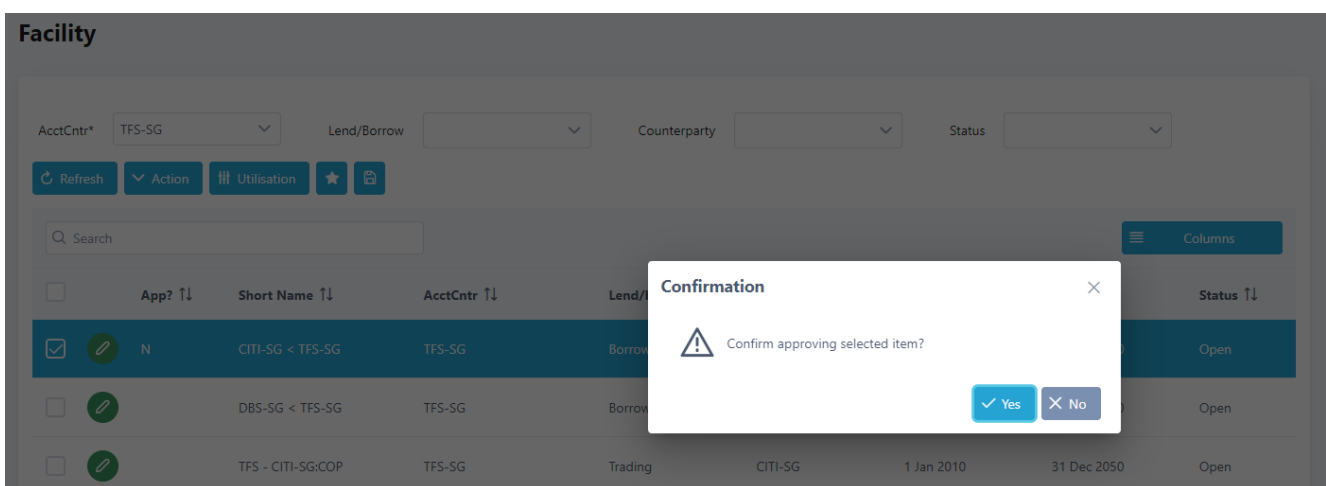 Facility
AcctCntr* TFS-SG Lend/Borrow Counterparty Status
Refresh Action Utilisation
Search Columns
App? Short Name AcctCntr Lend/ Status
N CITI-SG < TFS-SG TFS-SG Borrow Open
DBS-SG < TFS-SG TFS-SG Borrow Open
TFS - CITI-SG:COP TFS-SG Trading CITI-SG 1 Jan 2010 31 Dec 2050 Open
Confirmation
Confirm approving selected item?
Yes No